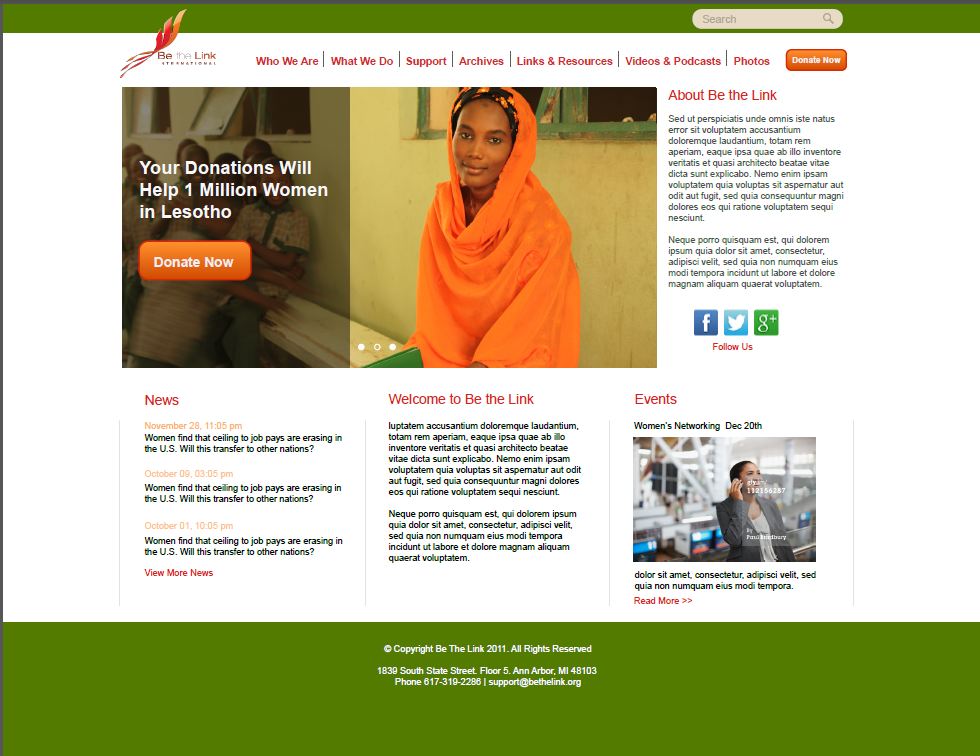 Search
Be the Link
INTERNATIONAL
Who We Are
What We Do
Support
Archives
Links & Resources
Videos & Podcasts
Photos
Donate Now
Your Donations Will
Help 1 Million Women
in Lesotho
Donate Now
About Be the Link
Sed ut perspiciatis unde omnis iste natus
error sit voluptatem accusantium
doloremque laudantium, totam rem
aperiam, eaque ipsa quae ab illo inventore
veritatis et quasi architecto beatae vitae
dicta sunt explicabo. Nemo enim ipsam
voluptatem quia voluptas sit aspernatur aut
odit aut fugit, sed quia consequuntur magni
dolores eos qui ratione voluptatem sequi
nesciunt.
Neque porro quisquam est, qui dolorem
ipsum quia dolor sit amet, consectetur,
adipisci velit, sed quia non numquam eius
modi tempora incidunt ut labore et dolore
magnam aliquam quaerat voluptatem.
f
g+
Follow Us
News
November 28, 11:05 pm
Women find that ceiling to job pays are erasing in
the U.S. Will this transfer to other nations?
October 09, 03:05 pm
Women find that ceiling to job pays are erasing in
the U.S. Will this transfer to other nations?
October 01, 10:05 pm
Women find that ceiling to job pays are erasing in
the U.S. Will this transfer to other nations?
View More News
Welcome to Be the Link
luptatem accusantium doloremque laudantium,
totam rem aperiam, eaque ipsa quae ab illo
inventore veritatis et quasi architecto beatae
vitae dicta sunt explicabo. Nemo enim ipsam
voluptatem quia voluptas sit aspernatur aut odit
aut fugit, sed quia consequuntur magni dolores
eos qui ratione voluptatem sequi nesciunt.
Neque porro quisquam est, qui dolorem ipsum
quia dolor sit amet, consectetur, adipisci velit,
sed quia non numquam eius modi tempora
incidunt ut labore et dolore magnam aliquam
quaerat voluptatem.
Events
Women's Networking Dec 20th
112156287
By
Paul Bradbury
dolor sit amet, consectetur, adipisci velit, sed
quia non numquam eius modi tempora.
Read More >>
© Copyright Be The Link 2011. All Rights Reserved
1839 South State Street. Floor 5. Ann Arbor, MI 48103
Phone 617-319-2286 | support@bethelink.org